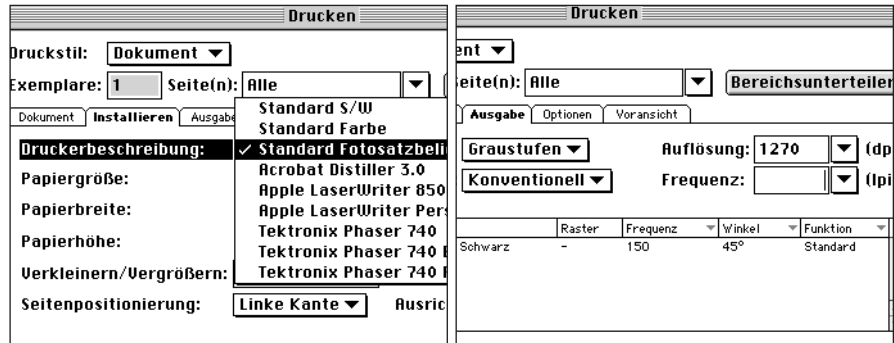 Drucken
Druckstil: Dokument
Exemplare: 1 Seite(n): Alle
Dokument Installieren Ausgabe
Druckerbeschreibung:
Standard S/W
Standard Farbe
✓ Standard Fotosatzbeli
Acrobat Distiller 3.0
Apple LaserWriter 850
Apple LaserWriter Pers
Tektronix Phaser 740
Tektronix Phaser 740
Tektronix Phaser 740
Papiergröße:
Papierbreite:
Papierhöhe:
Verkleinern/Vergrößern:
Seitenpositionierung: Linke Kante Ausric
Drucken
ent
eite(n): Alle Bereichsunterteiler
Ausgabe Optionen Voransicht
Graustufen Auflösung: 1270 (dp
Konventionell Frequenz: (lpi
Raster Frequenz Winkel Funktion
Schwarz - 150 45° Standard